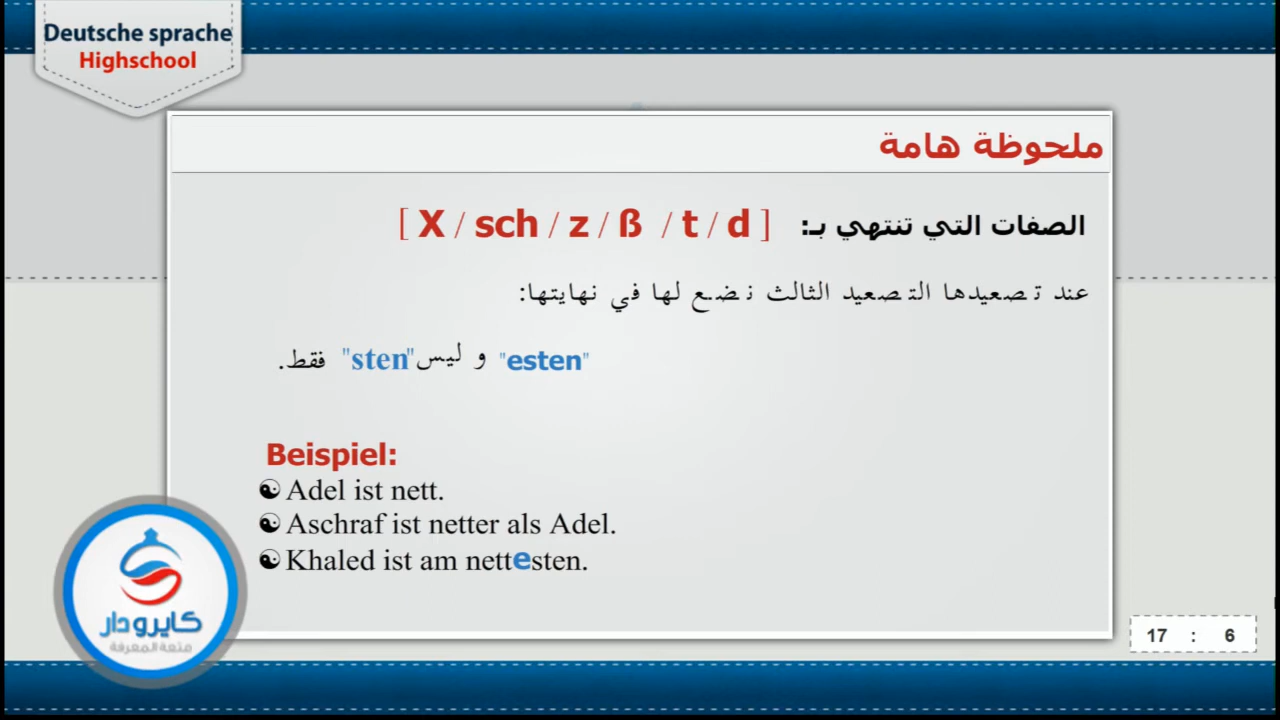 Deutsche sprache
Highschool
ملحوظة هامة
الصفات التي تنتهي بـ: [ X / sch / z / ß / t / d ]
عند تصعيدها التصعيد الثالث نضع لها في نهايتها:
"esten" و ليس "sten" فقط.
Beispiel:
Adel ist nett.
Aschraf ist netter als Adel.
Khaled ist am nettesten.
كايرودار
متعة المعرفة
17 : 6